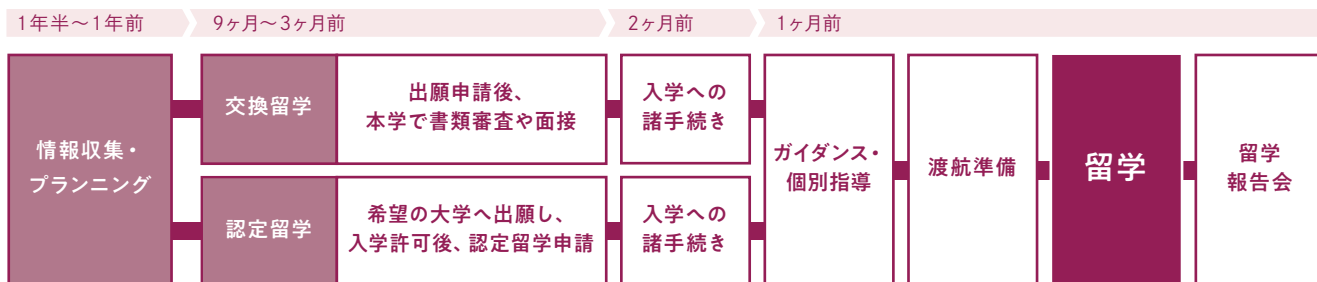 1年半〜1年前
9ヶ月〜3ヶ月前
2ヶ月前
1ヶ月前
情報収集・
プランニング
交換留学
出願申請後、
本学で書類審査や面接
入学への
諸手続き
認定留学
希望の大学へ出願し、
入学許可後、認定留学申請
入学への
諸手続き
ガイダンス・
個別指導
渡航準備
留学
留学
報告会